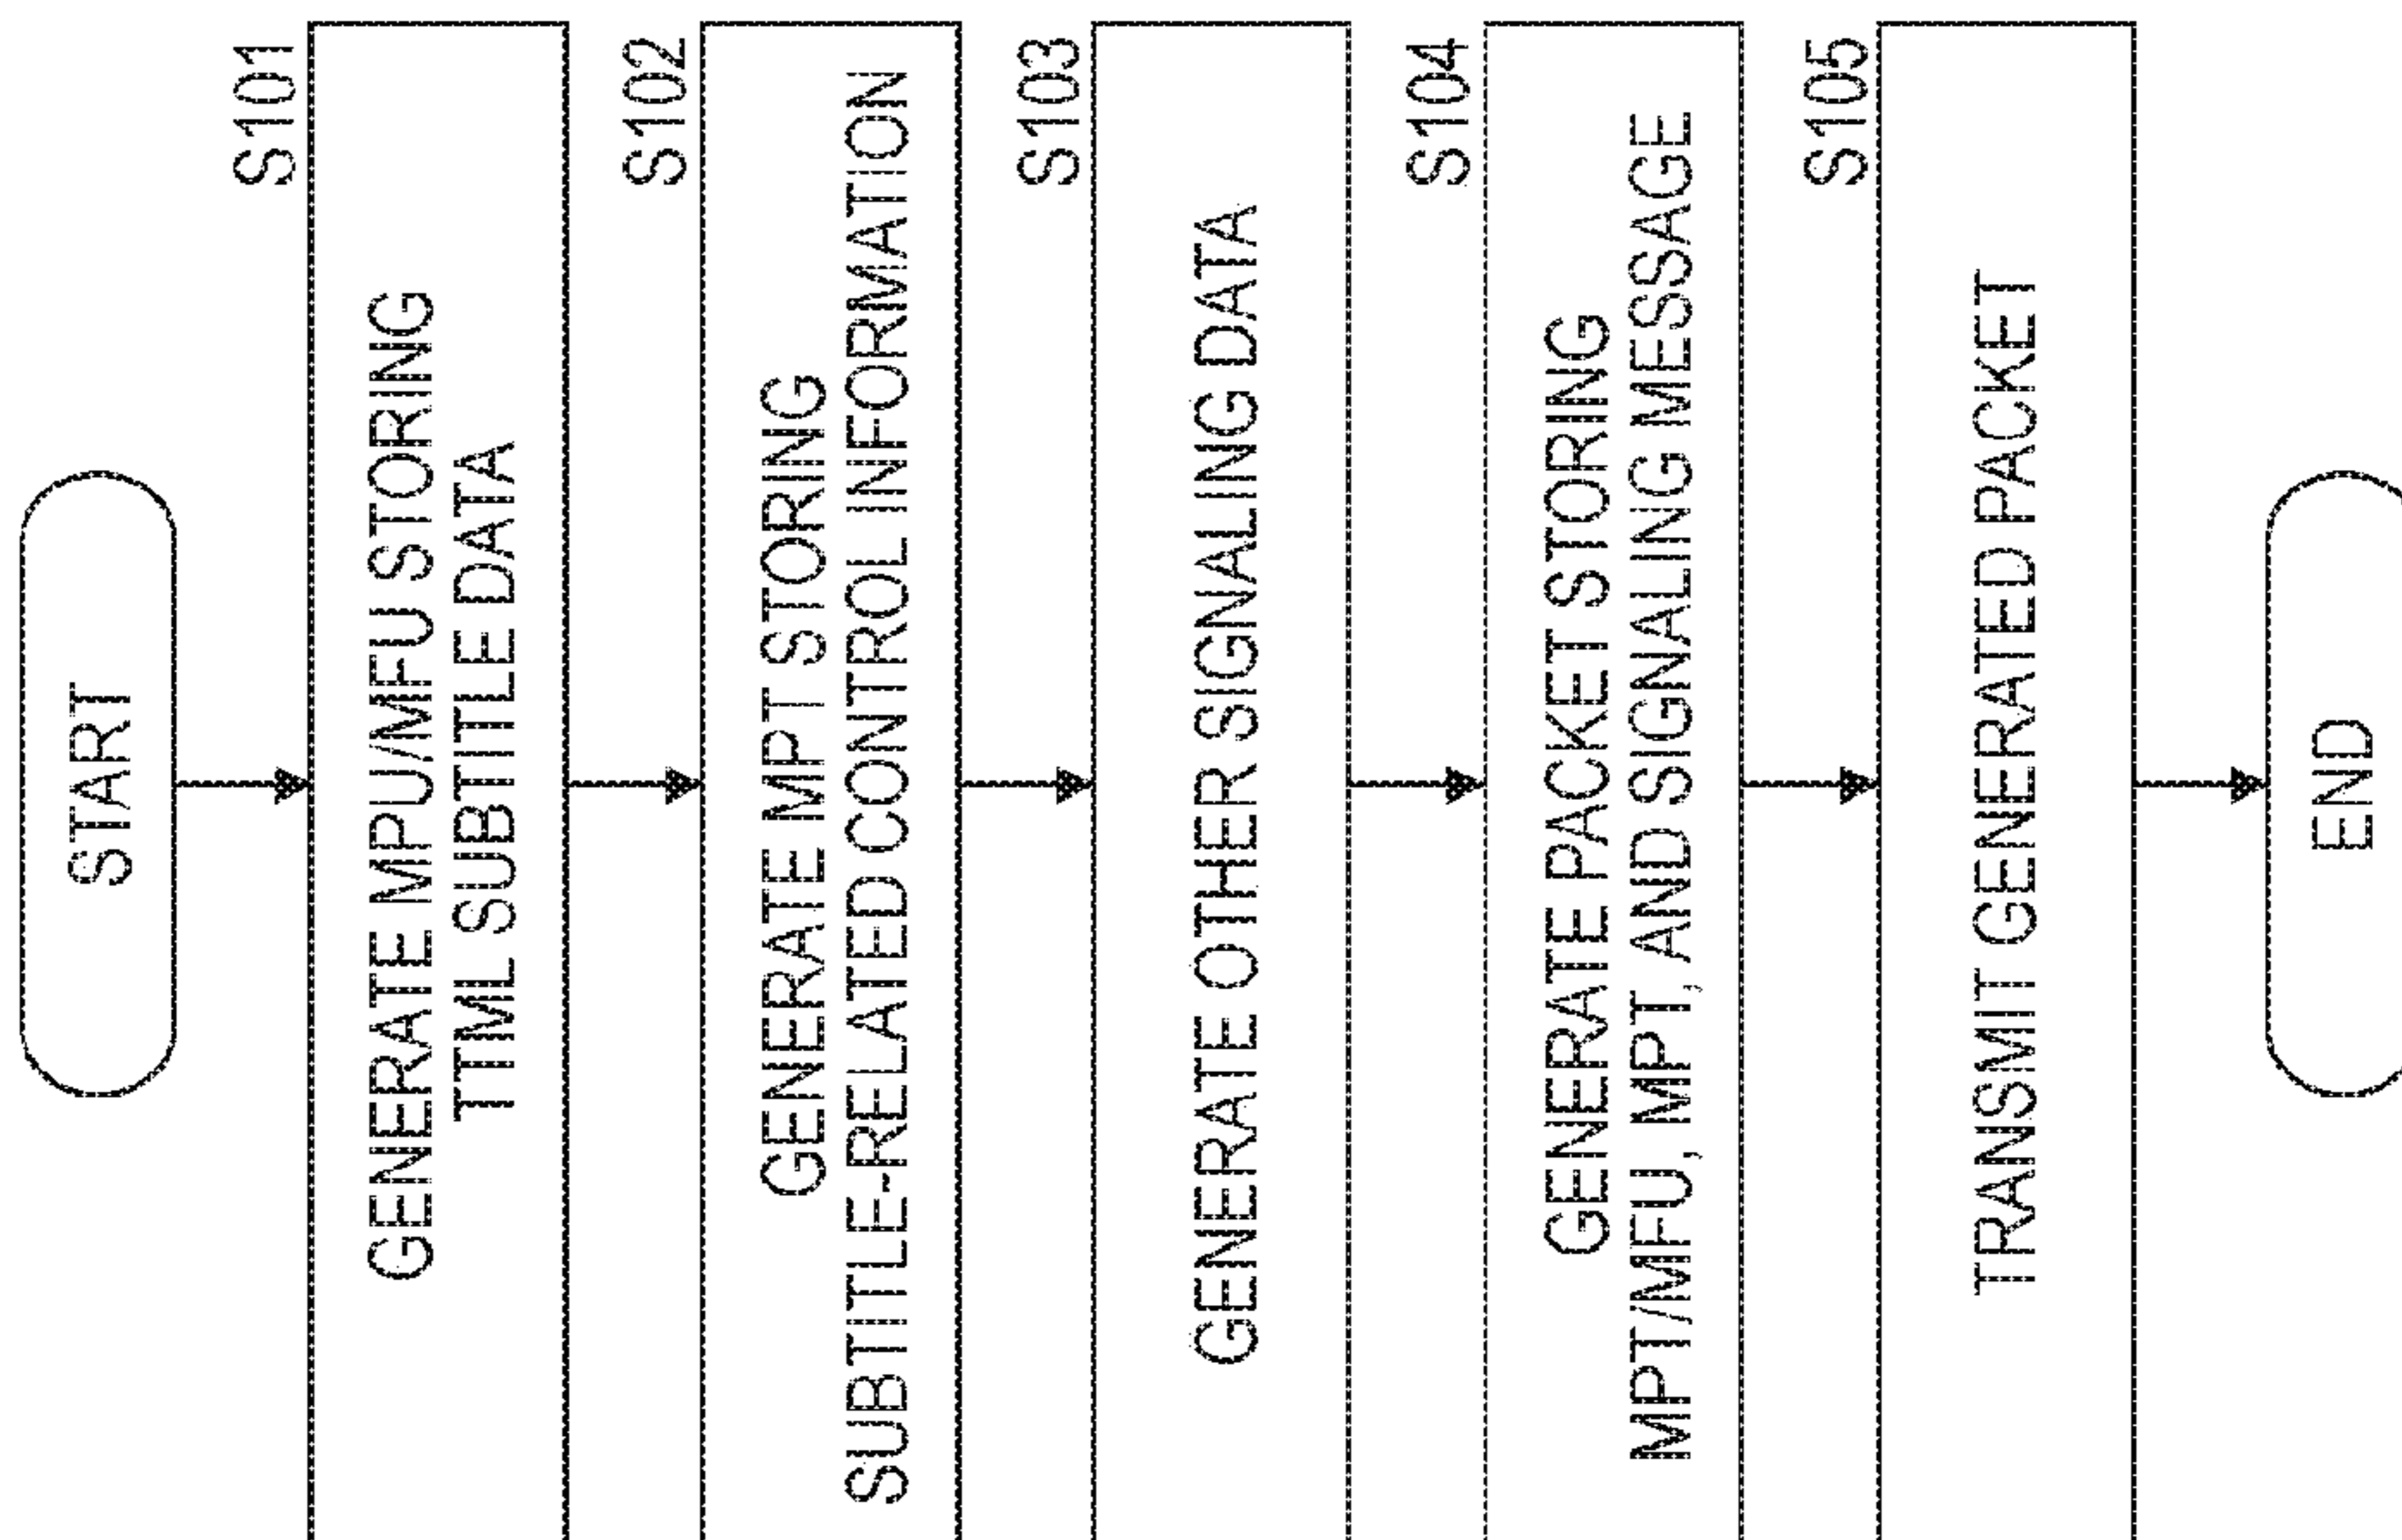 START
S101
GENERATE MPU/MFU STORING
TTML SUBTITLE DATA
S102
GENERATE MPT STORING
SUBTITLE-RELATED CONTROL INFORMATION
S103
GENERATE OTHER SIGNALING DATA
S104
GENERATE PACKET STORING
MPT/MFU, MPT, AND SIGNALING MESSAGE
S105
TRANSMIT GENERATED PACKET
END